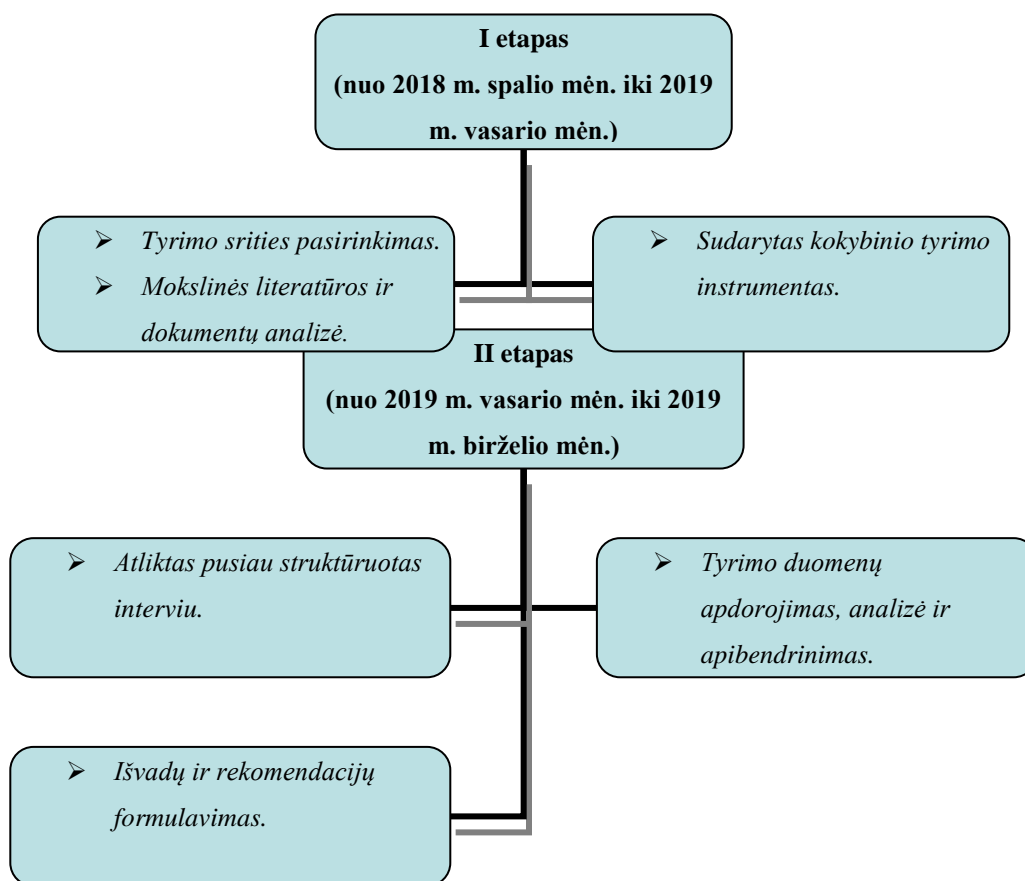 I etapas
(nuo 2018 m. spalio mėn. iki 2019
m. vasario mėn.)
➢ Tyrimo srities pasirinkimas.
➢ Mokslinės literatūros ir
dokumentų analizė.
➢ Sudarytas kokybinio tyrimo
instrumentas.
II etapas
(nuo 2019 m. vasario mėn. iki 2019
m. birželio mėn.)
➢ Atliktas pusiau struktūruotas
interviu.
➢ Tyrimo duomenų
apdorojimas, analizė ir
apibendrinimas.
➢ Išvadų ir rekomendacijų
formulavimas.